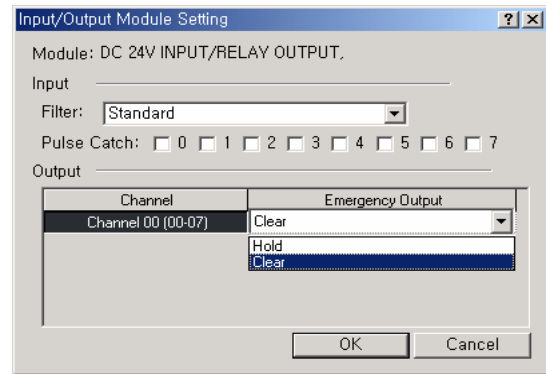 Input/Output Module Setting
Module: DC 24V INPUT/RELAY OUTPUT,
Input
Filter: Standard
Pulse Catch: 0 1 2 3 4 5 6 7
Output
Channel Emergency Output
Channel 00 (00-07) Clear
Hold
Clear
OK Cancel